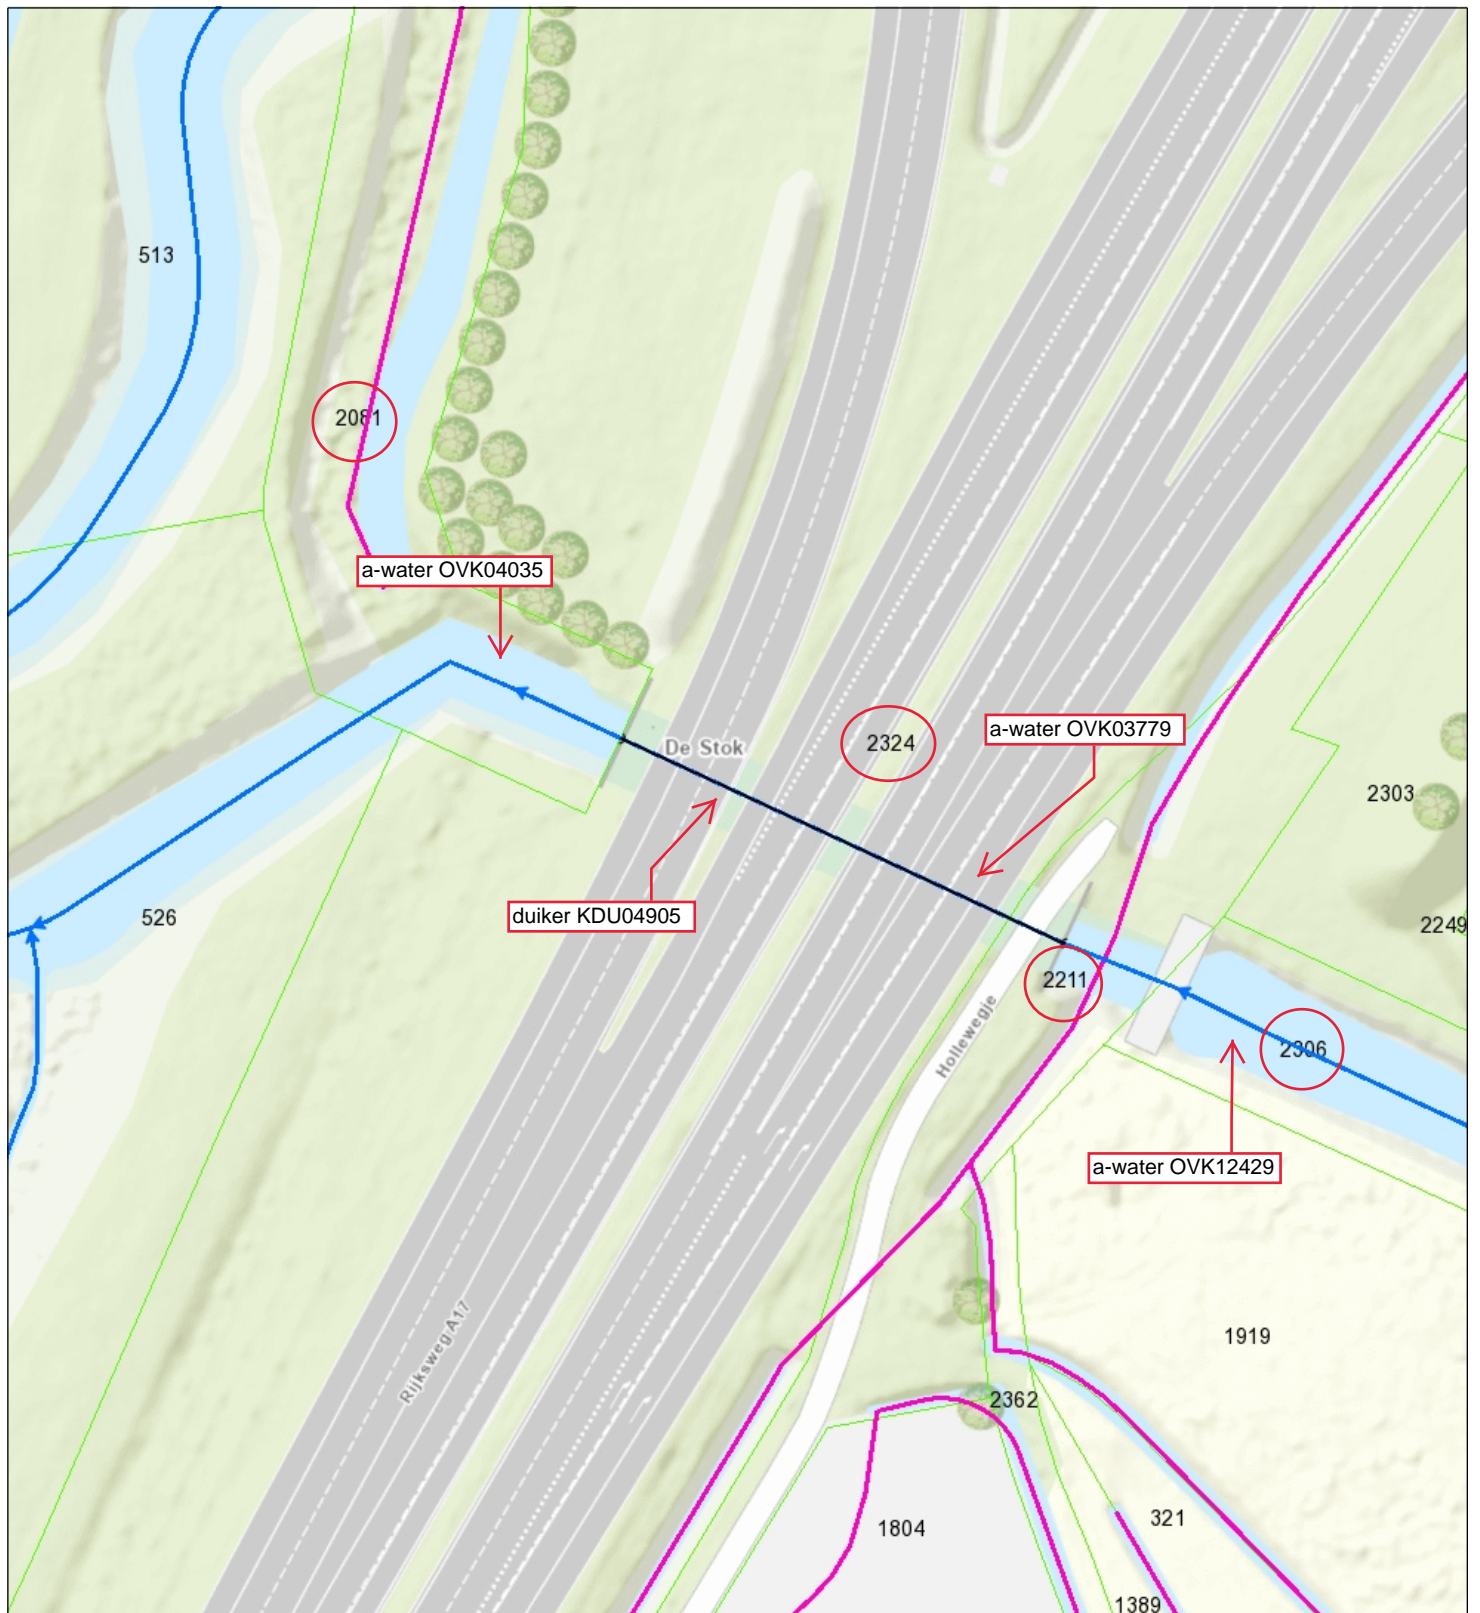 513
2081
a-water OVK04035
2324
a-water OVK03779
De Stok
2303
duiker KDU04905
526
2249
2211
Hollewegje
2306
a-water OVK12429
Rijksweg A17
1919
2362
321
1804
1389